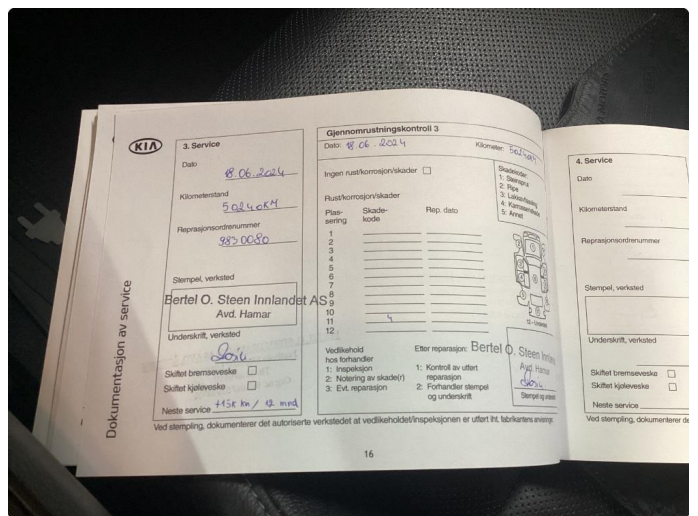 KIA
Dokumentasjon av service
3. Service
Dato
18.06.2024
Kilometerstand
50240KM
Reprasjonsordrenummer
9830080
Stempel, verksted
Bertel O. Steen Innlandet AS
Avd. Hamar
Underskrift, verksted
Skiftet bremseveske
Skiftet kjøleveske
Neste service +15k km / 12 mnd
Gjennomrustningskontroll 3
Dato: 18.06.2024
Kilometer:
Ingen rust/korrosjon/skader
Rust/korrosjon/skader
Plas-sering
Skade-kode
Rep. dato
1
2
3
4
5
6
7
8
9
10
11 4
12
Skadekoder:
1: Steinsprut
2: Ripe
5: Annet
Vedlikehold
hos forhandler
1: Inspeksjon
2: Notering av skade(r)
3: Evt. reparasjon
Etter reparasjon:
1: Kontroll av utført
reparasjon
2: Forhandler stempel
og underskrift
Bertel O. Steen
Avd. Hamar
Stempel og
Ved stempling, dokumenterer det autoriserte verkstedet at vedlikeholdet/inspeksjonen er utført iht. fabrikantens
16
4. Service
Dato
Kilometerstand
Reprasjonsordrenummer
Stempel, verksted
Underskrift, verksted
Skiftet bremseveske
Skiftet kjøleveske
Neste service
Ved stempling, dokumenterer